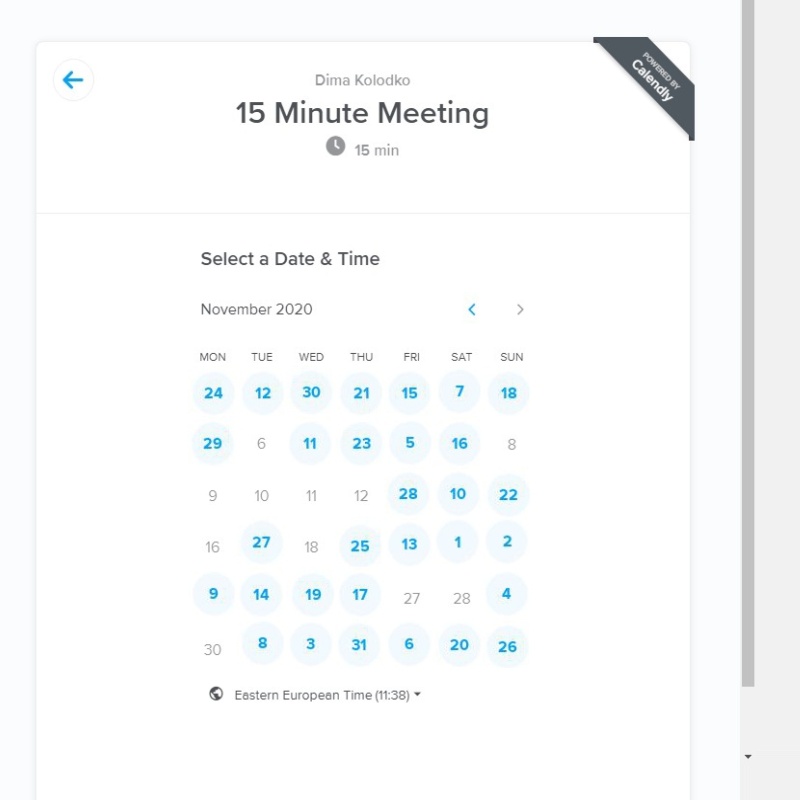 POWERED BY
Calendly
Dima Kolodko
15 Minute Meeting
15 min
Select a Date & Time
November 2020
MON TUE WED THU FRI SAT SUN
24 12 30 21 15 7 18
29 6 11 23 5 16 8
9 10 11 12 28 10 22
16 27 18 25 13 1 2
9 14 19 17 27 28 4
30 8 3 31 6 20 26
Eastern European Time (11:38)